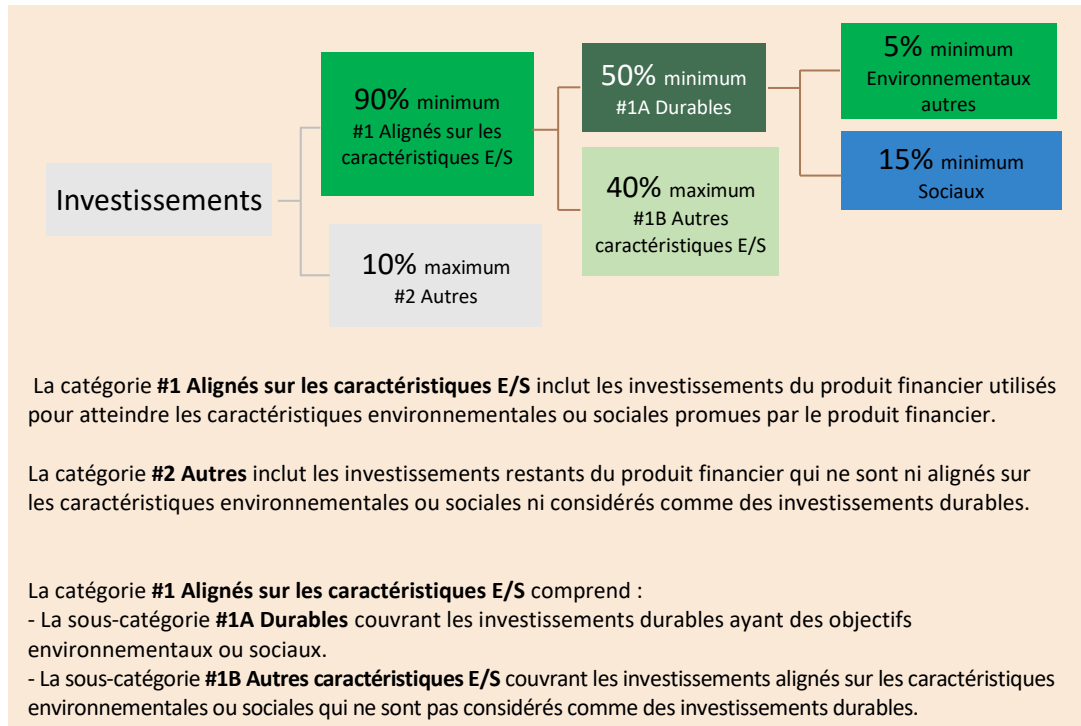 Investissements
90% minimum
#1 Alignés sur les
caractéristiques E/S
10% maximum
#2 Autres
50% minimum
#1A Durables
40% maximum
#1B Autres
caractéristiques E/S
5% minimum
Environnementaux
autres
15% minimum
Sociaux
La catégorie #1 Alignés sur les caractéristiques E/S inclut les investissements du produit financier utilisés
pour atteindre les caractéristiques environnementales ou sociales promues par le produit financier.
La catégorie #2 Autres inclut les investissements restants du produit financier qui ne sont ni alignés sur
les caractéristiques environnementales ou sociales ni considérés comme des investissements durables.
La catégorie #1 Alignés sur les caractéristiques E/S comprend :
- La sous-catégorie #1A Durables couvrant les investissements durables ayant des objectifs
environnementaux ou sociaux.
- La sous-catégorie #1B Autres caractéristiques E/S couvrant les investissements alignés sur les caractéristiques
environnementales ou sociales qui ne sont pas considérés comme des investissements durables.